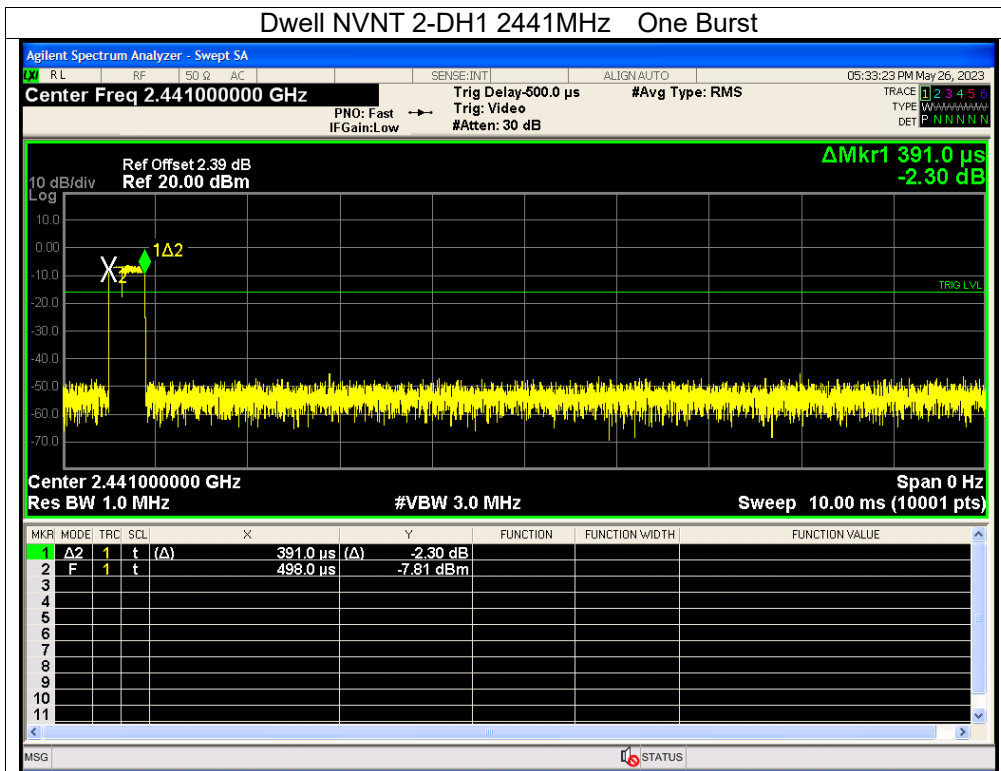 Dwell NVNT 2-DH1 2441MHz One Burst
Agilent Spectrum Analyzer - Swept SA
LXI RL RF 50 Ω AC SENSE:INT ALIGN AUTO 05:33:23 PM May 26, 2023
Center Freq 2.441000000 GHz Trig Delay-500.0 µs #Avg Type: RMS TRACE 1 2 3 4 5 6
PNO: Fast Trig: Video TYPE WWWWWW
IFGain:Low #Atten: 30 dB DET P N N N N N
ΔMkr1 391.0 µs
Ref Offset 2.39 dB
10 dB/div Ref 20.00 dBm -2.30 dB
Log
10.0
0.00
1Δ2
-10.0
2
TRIG LVL
-20.0
-30.0
-40.0
-50.0
-60.0
-70.0
Center 2.441000000 GHz Span 0 Hz
Res BW 1.0 MHz #VBW 3.0 MHz Sweep 10.00 ms (10001 pts)
MKR MODE TRC SCL X Y FUNCTION FUNCTION WIDTH FUNCTION VALUE
1 Δ2 1 t (Δ) 391.0 µs (Δ) -2.30 dB
2 F 1 t 498.0 µs -7.81 dBm
3
4
5
6
7
8
9
10
11
MSG STATUS